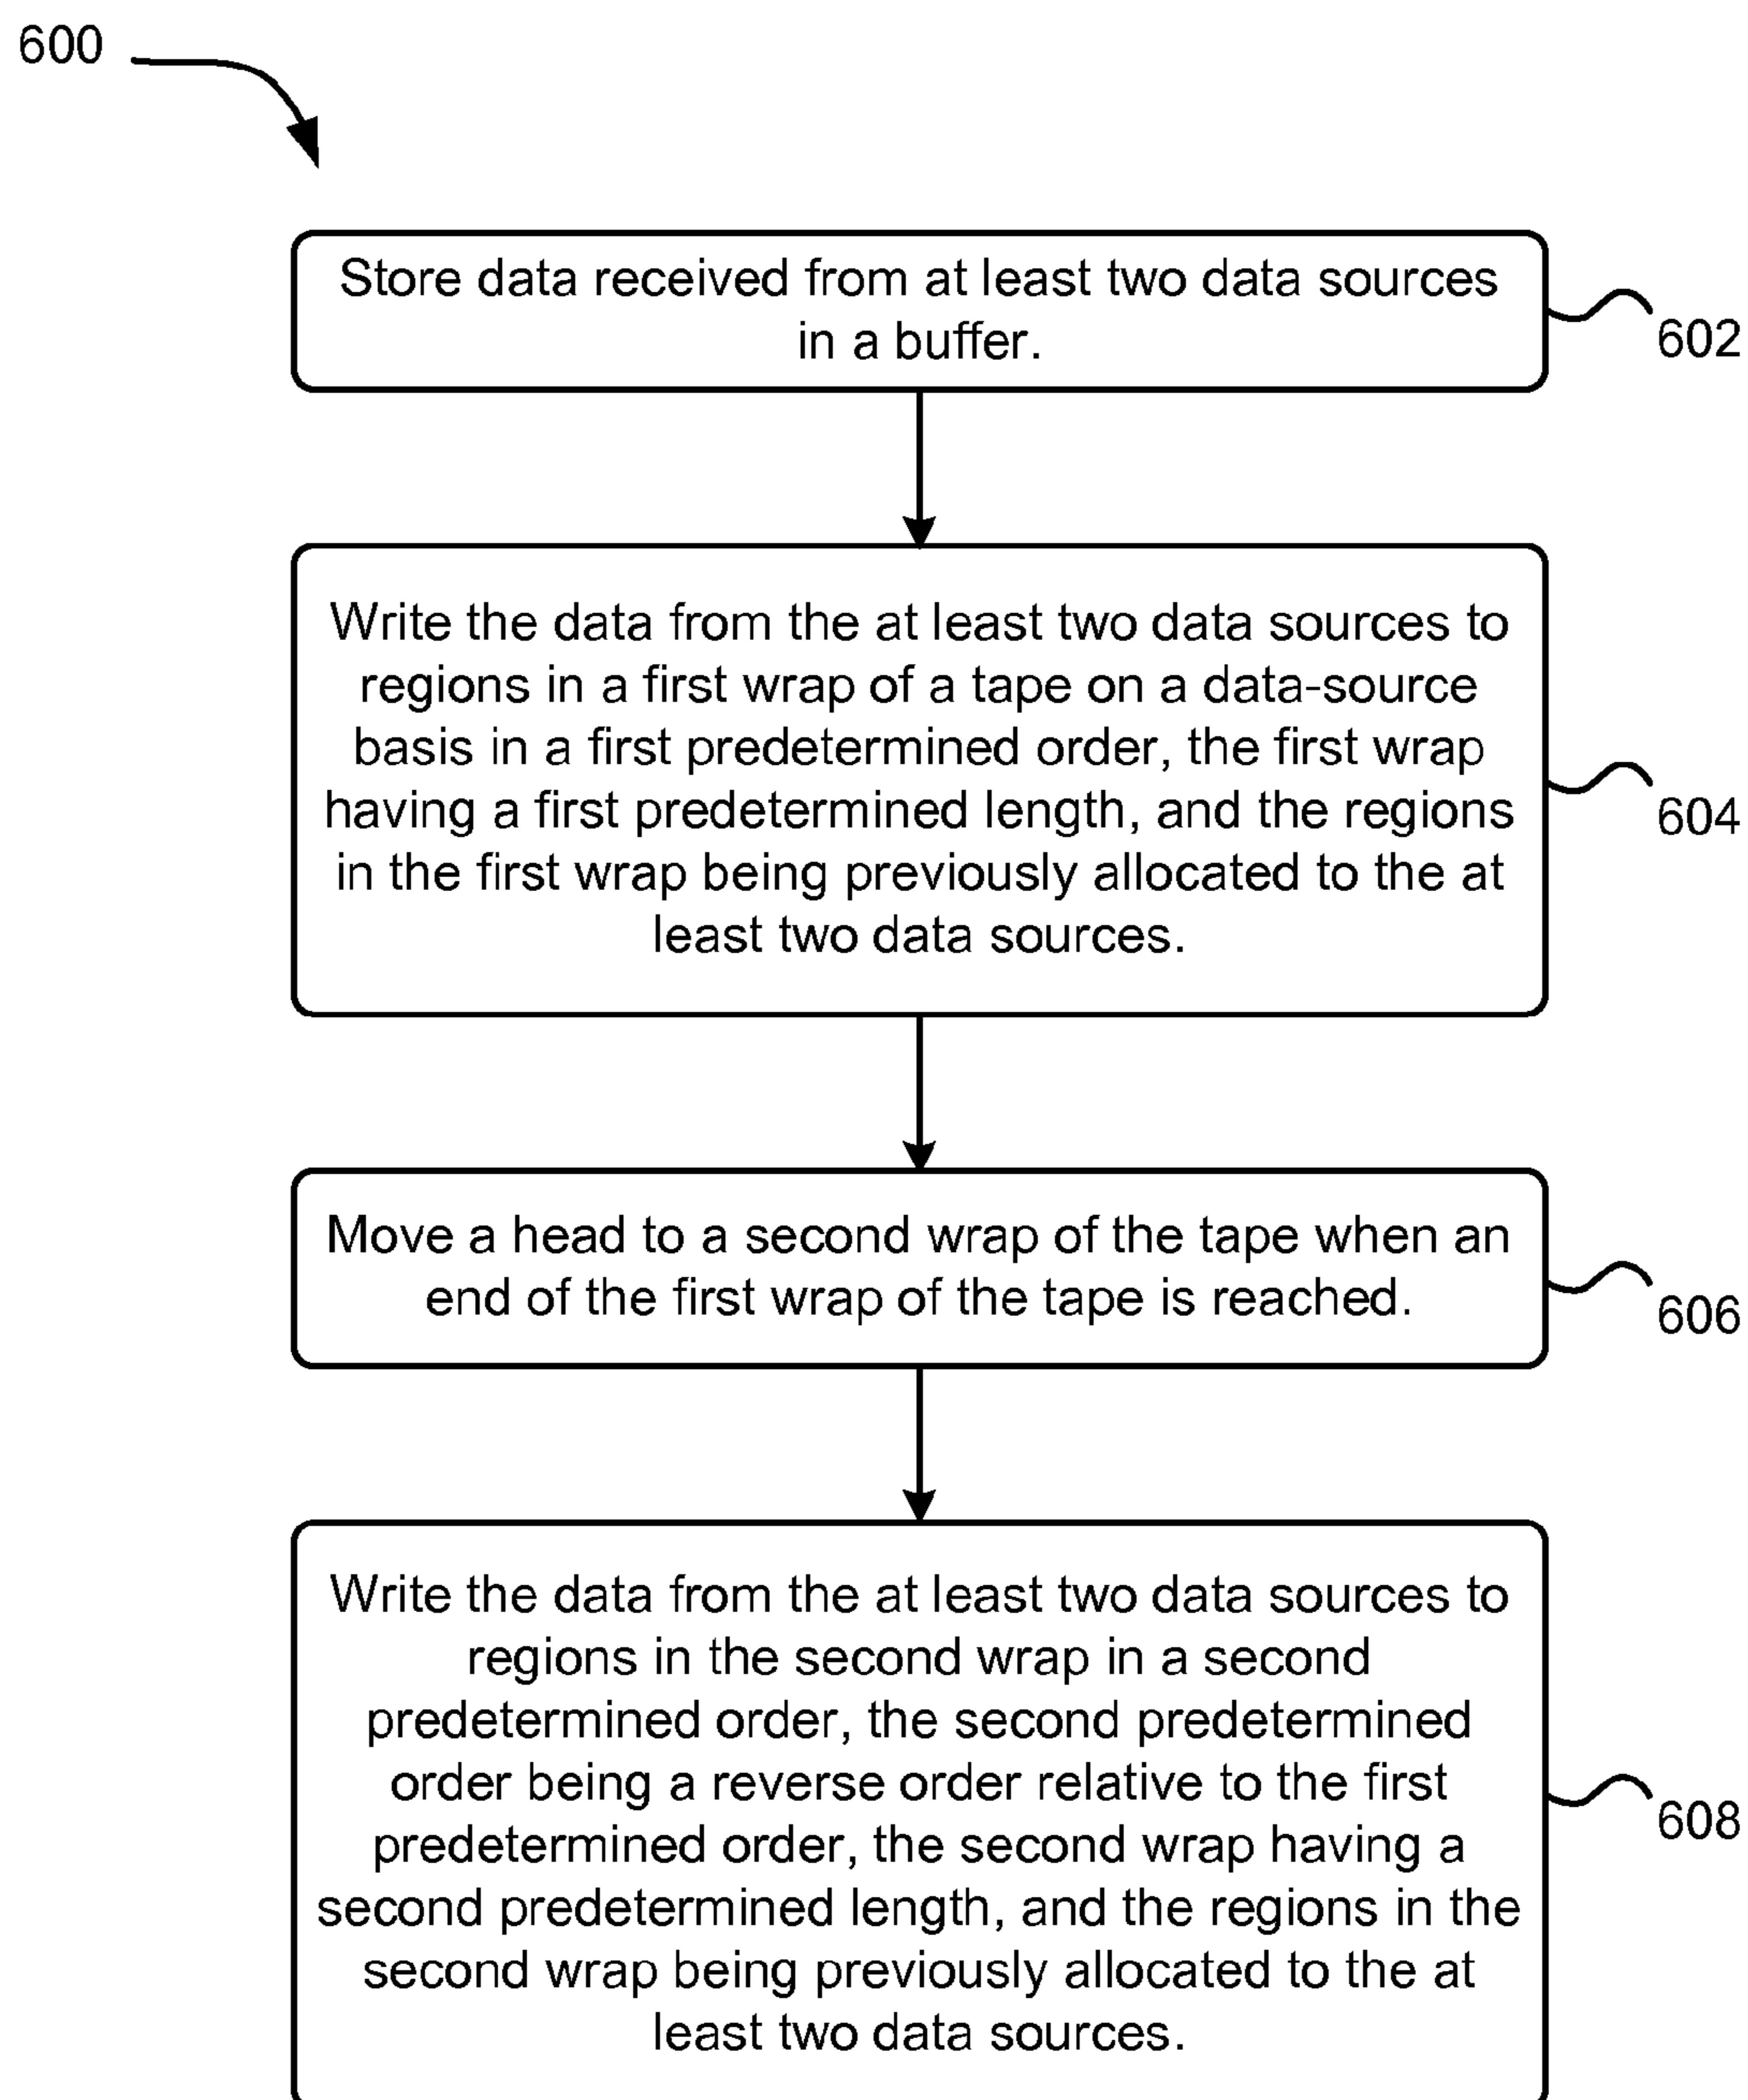 600
Store data received from at least two data sources
in a buffer.
602
Write the data from the at least two data sources to
regions in a first wrap of a tape on a data-source
basis in a first predetermined order, the first wrap
having a first predetermined length, and the regions
in the first wrap being previously allocated to the at
least two data sources.
604
Move a head to a second wrap of the tape when an
end of the first wrap of the tape is reached.
606
Write the data from the at least two data sources to
regions in the second wrap in a second
predetermined order, the second predetermined
order being a reverse order relative to the first
predetermined order, the second wrap having a
second predetermined length, and the regions in the
second wrap being previously allocated to the at
least two data sources.
608